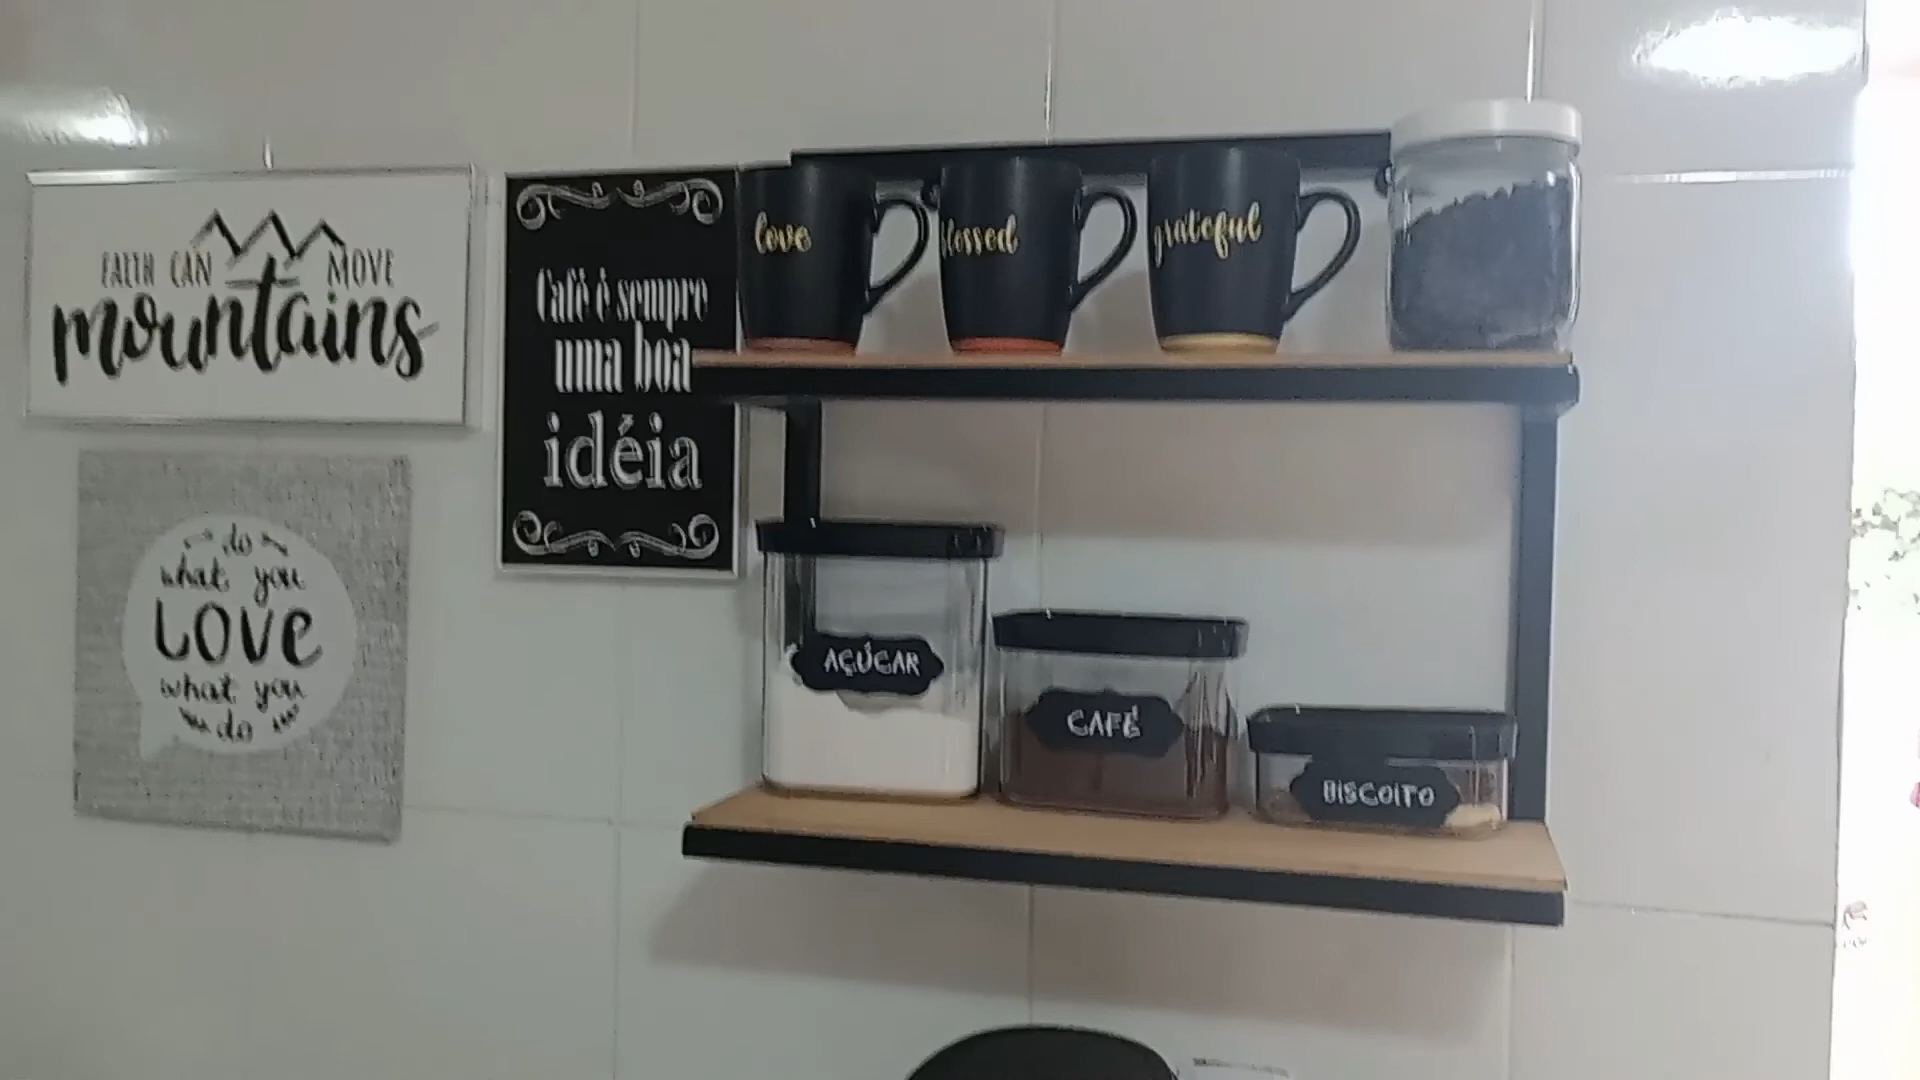 FAITH CAN MOVE
mountains
do
what you
LOVE
what you
do
Café é sempre
uma boa
idéia
love
blessed
grateful
AÇÚCAR
CAFÉ
BISCOITO